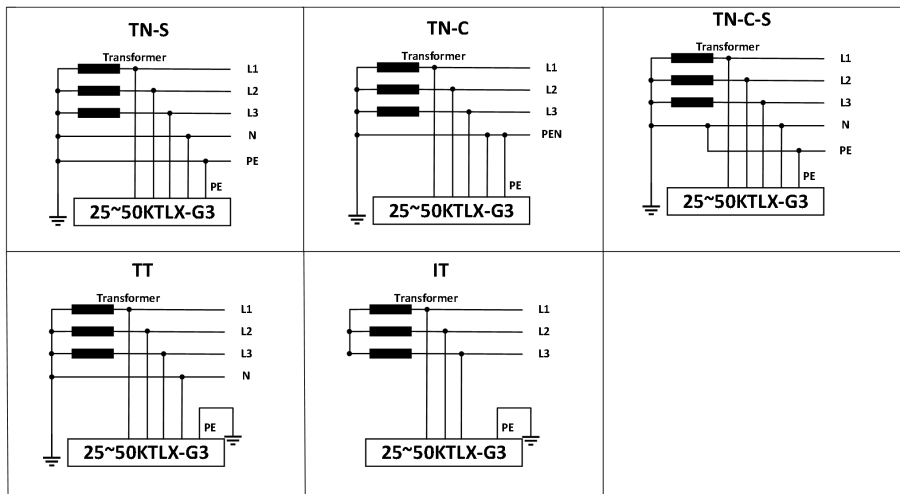 TN-S
Transformer
L1
L2
L3
N
PE
PE
25~50KTLX-G3
TN-C
Transformer
L1
L2
L3
PEN
PE
25~50KTLX-G3
TN-C-S
Transformer
L1
L2
L3
N
PE
PE
25~50KTLX-G3
TT
Transformer
L1
L2
L3
N
PE
25~50KTLX-G3
IT
Transformer
L1
L2
L3
PE
25~50KTLX-G3